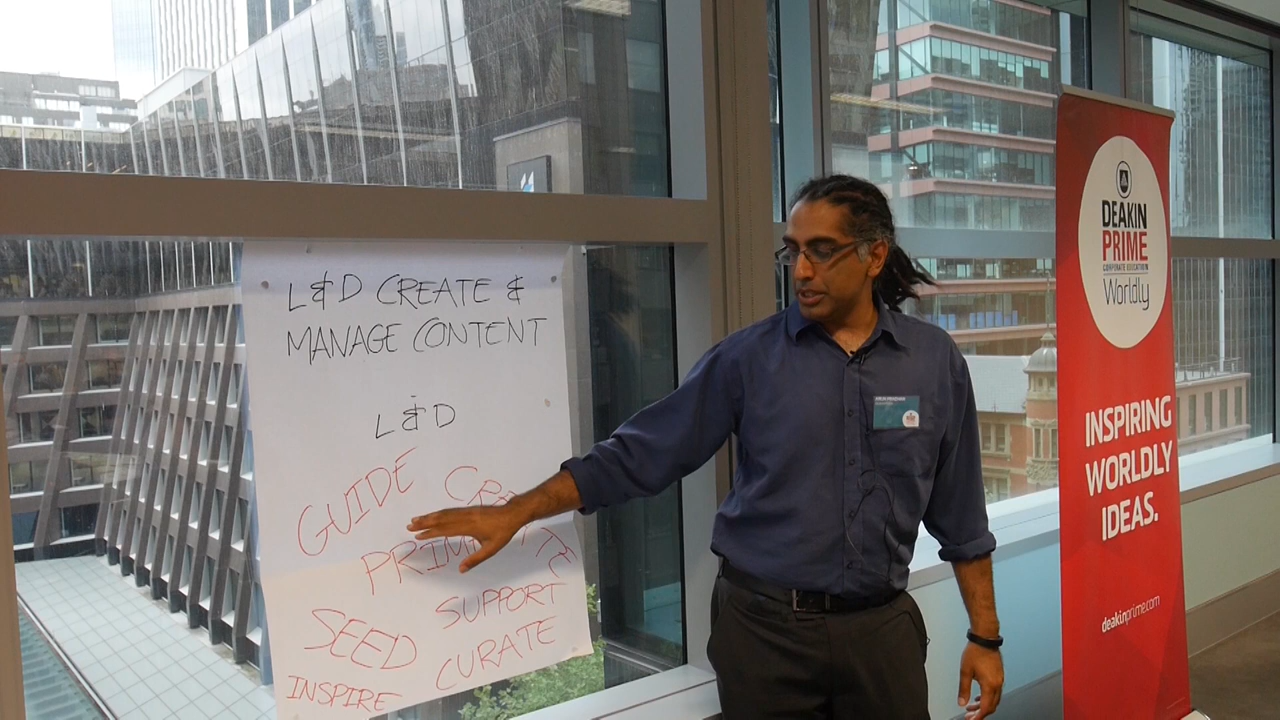 L&D CREATE &
MANAGE CONTENT
L&D
GUIDE
SEED
SUPPORT
INSPIRE
CURATE
DEAKIN
PRIME
CORPORATE EDUCATION
Worldly
INSPIRING
WORLDLY
IDEAS.
deakinprime.com